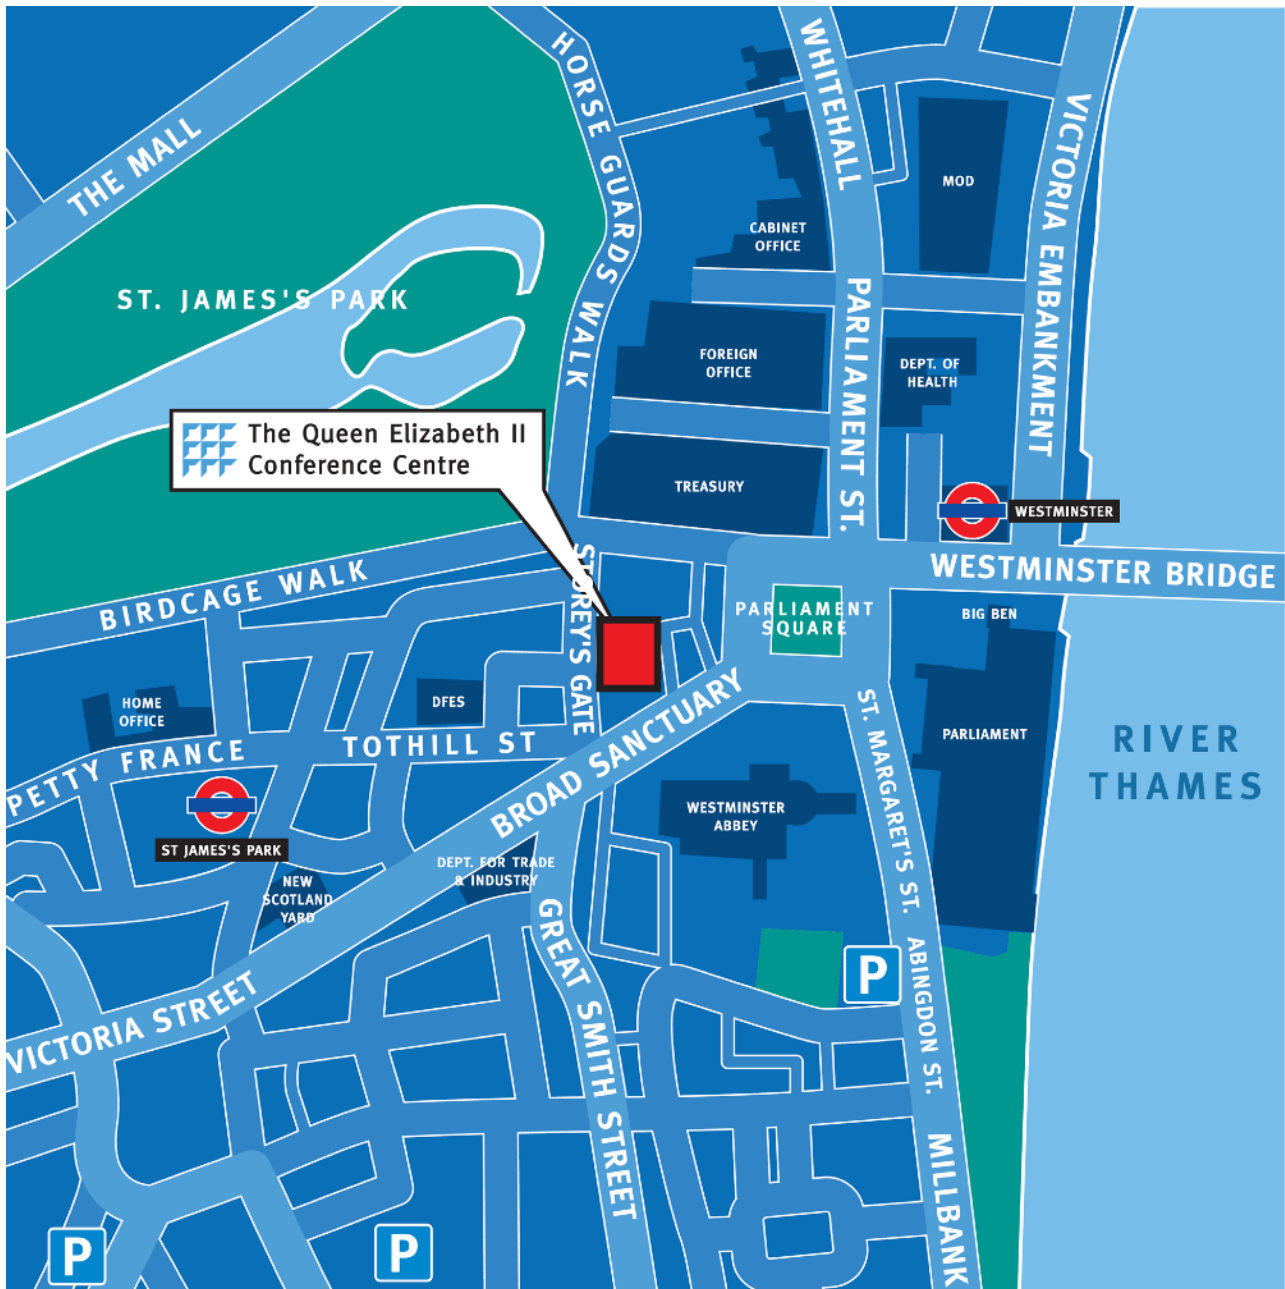 HORSE GUARDS WALK
WHITEHALL
THE MALL
VICTORIA EMBANKMENT
MOD
CABINET
OFFICE
ST. JAMES'S PARK
PARLIAMENT ST.
FOREIGN
OFFICE
DEPT. OF
HEALTH
The Queen Elizabeth II
Conference Centre
TREASURY
WESTMINSTER
BIRDCAGE WALK
STOREY'S GATE
WESTMINSTER BRIDGE
PARLIAMENT
SQUARE
BIG BEN
HOME
OFFICE
DFES
PETTY FRANCE
TOTHILL ST
BROAD SANCTUARY
ST. MARGARET'S ST.
PARLIAMENT
RIVER
THAMES
WESTMINSTER
ABBEY
ST JAMES'S PARK
DEPT. FOR TRADE
& INDUSTRY
NEW
SCOTLAND
YARD
GREAT SMITH STREET
ABINGDON ST.
P
VICTORIA STREET
MILLBANK
P
P